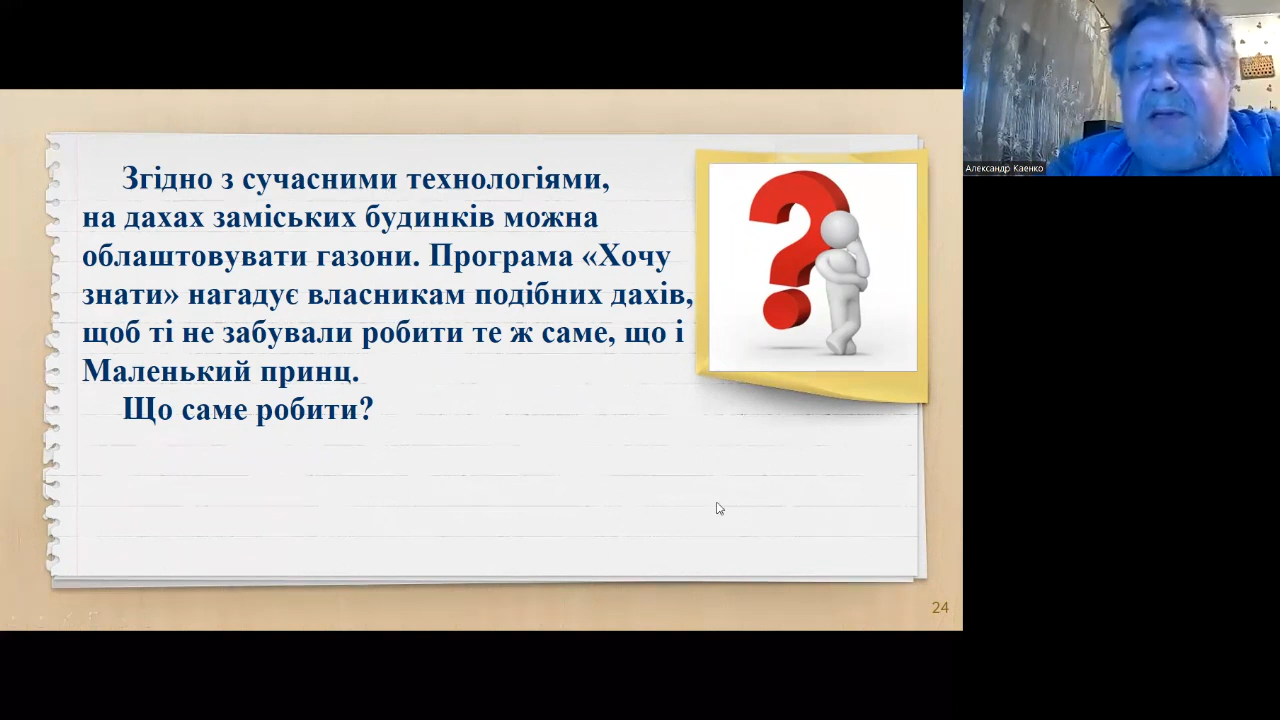 Згідно з сучасними технологіями,
на дахах заміських будинків можна
облаштовувати газони. Програма «Хочу
знати» нагадує власникам подібних дахів,
щоб ті не забували робити те ж саме, що і
Маленький принц.
Що саме робити?
24
Александр Каенко